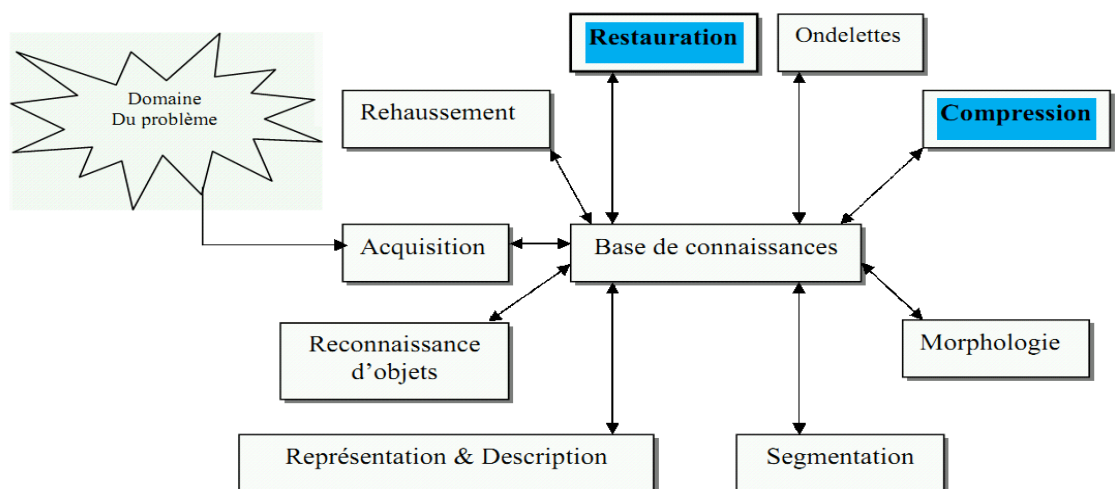 Restauration
Ondelettes
Domaine
Du problème
Rehaussement
Compression
Acquisition
Base de connaissances
Reconnaissance
d’objets
Morphologie
Représentation & Description
Segmentation